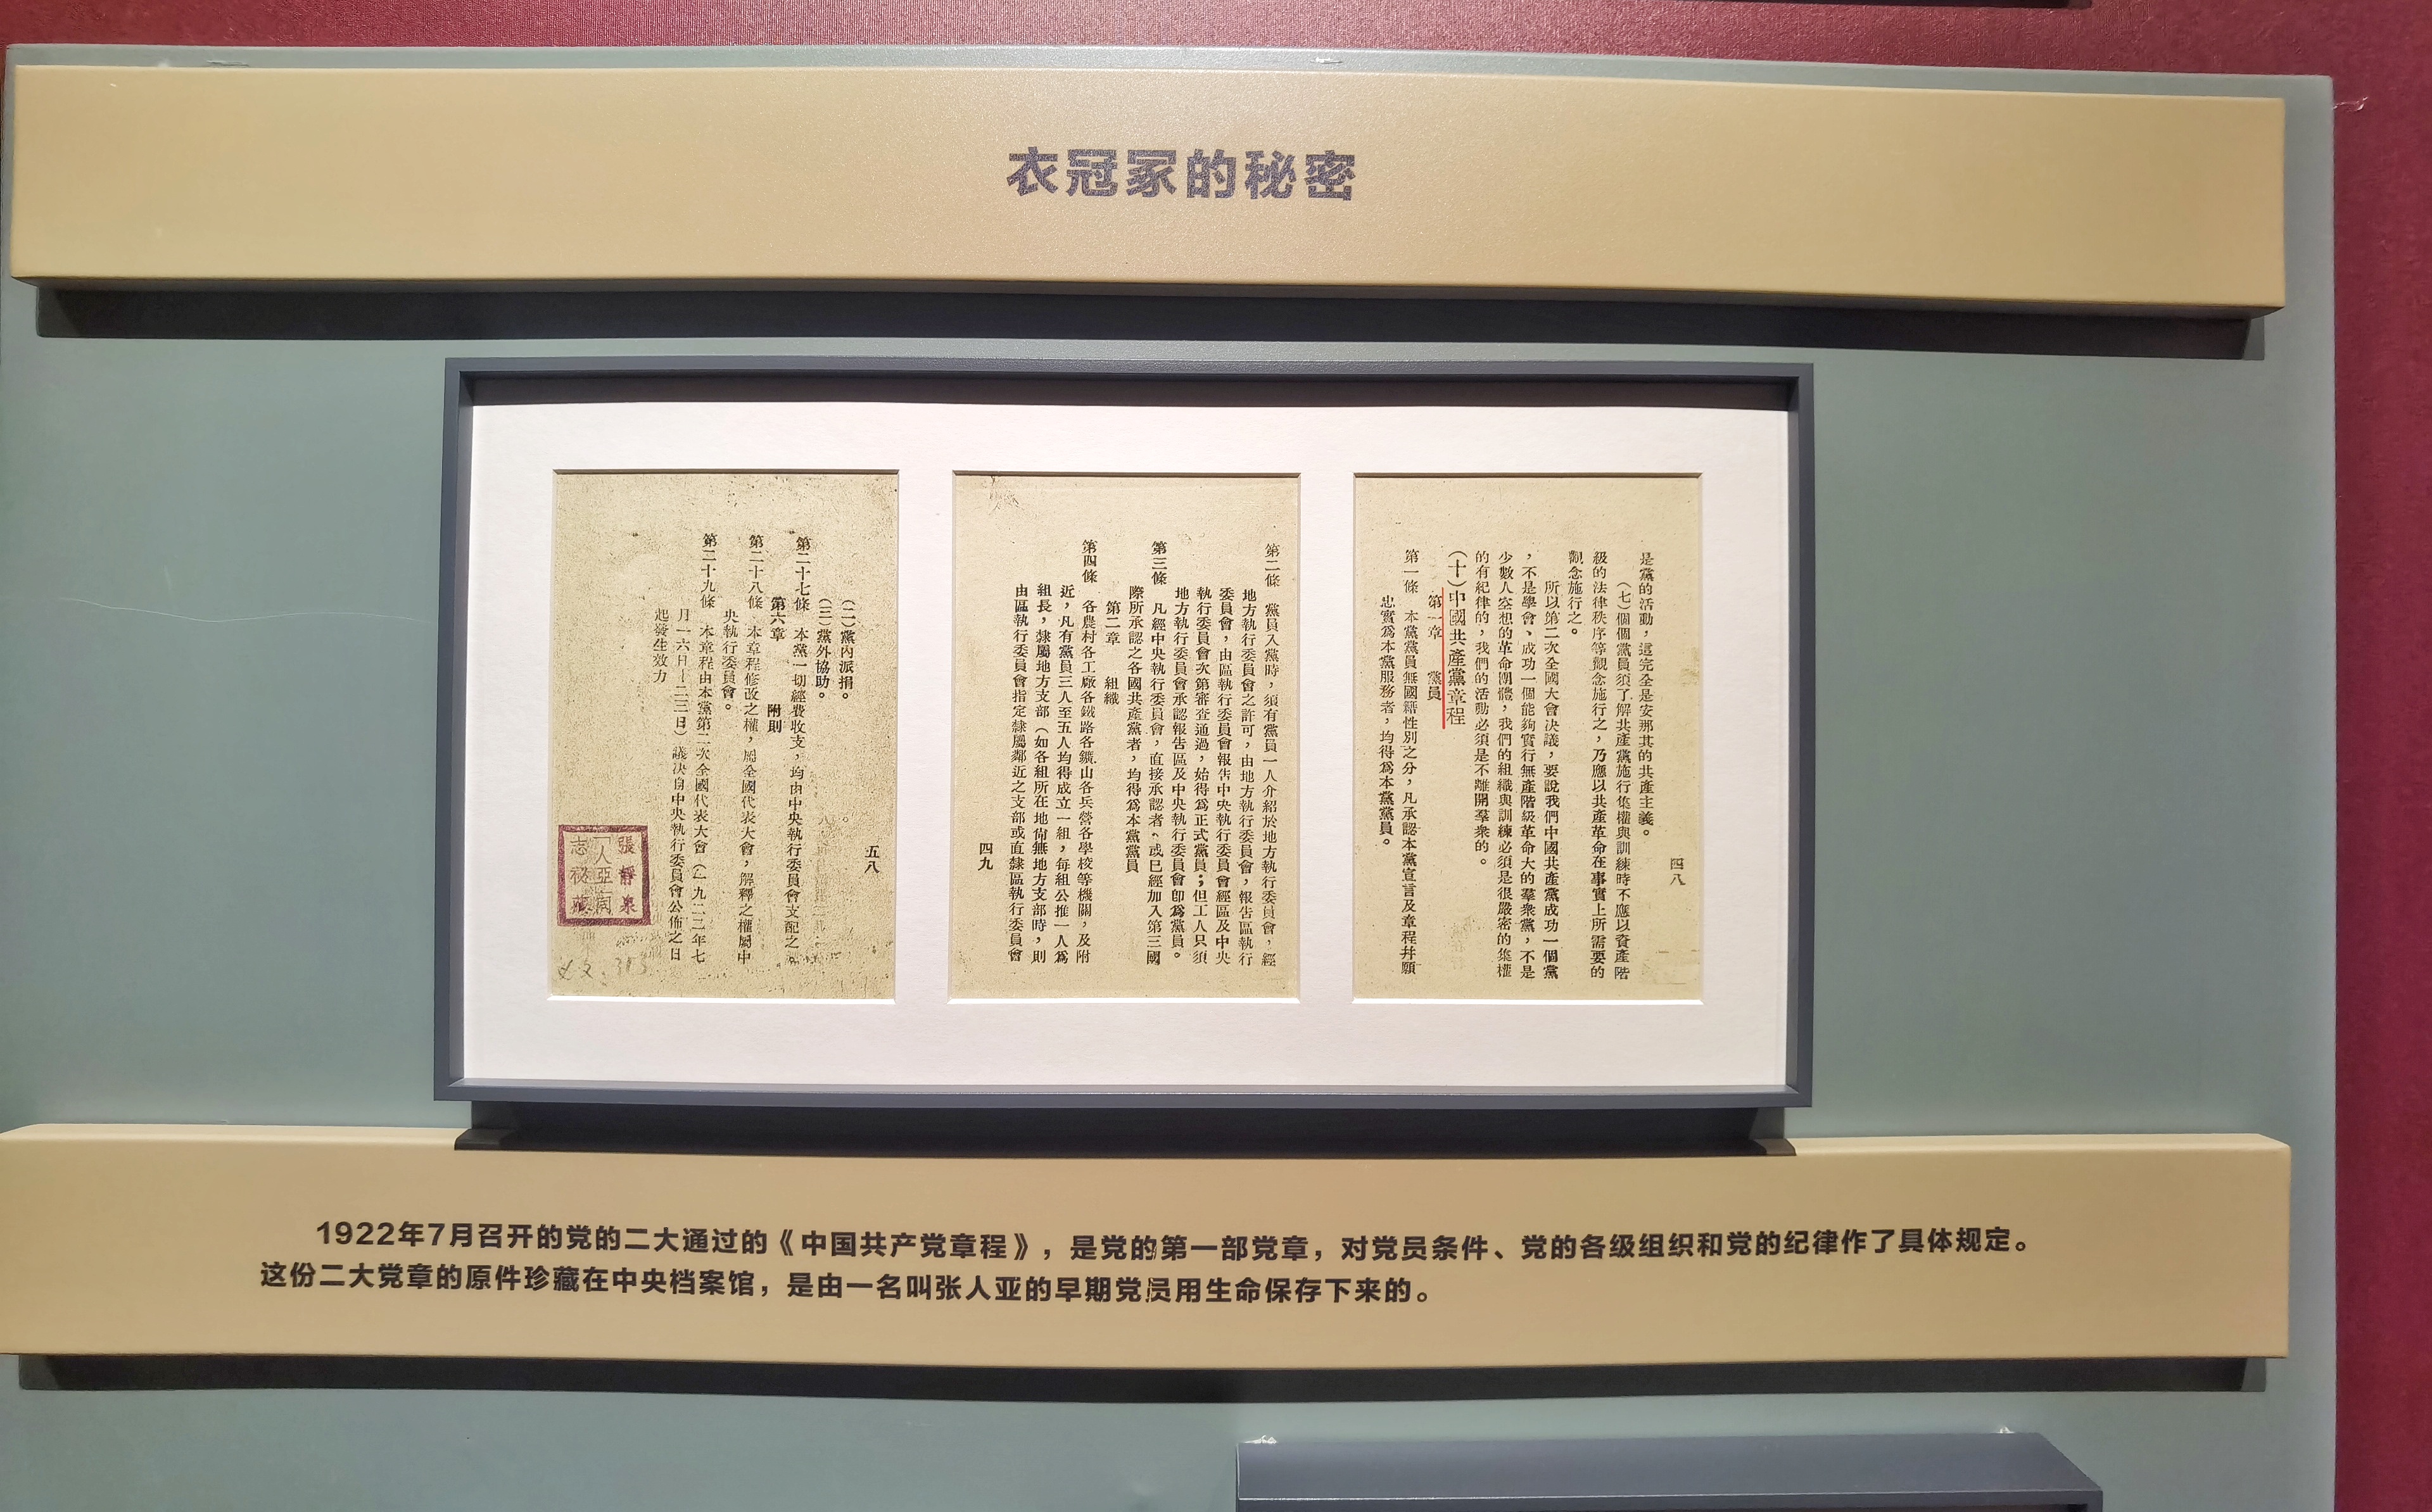 衣冠冢的秘密
四八
是黨的活動，這完全是安那其的共產主義。
（七）個個黨員須了解共產黨施行集權與訓練時不應以資產階
級的法律秩序等觀念施行之，乃應以共產革命在事實上所需要的
觀念施行之。
所以第二次全國大會決議，要說我們中國共產黨成功一個黨
，不是學會，成功一個能夠實行無產階級革命大的羣衆黨，不是
少數人空想的革命團體，我們的組織與訓練必須是很嚴密的集權
的有紀律的，我們的活動必須是不離開羣衆的。
（十）中國共產黨章程
第一章 黨員
第一條 本黨黨員無國籍性別之分，凡承認本黨宣言及章程并願
忠實爲本黨服務者，均得爲本黨黨員。
第二條 黨員入黨時，須有黨員一人介紹於地方執行委員會，經
地方執行委員會之許可，由地方執行委員會，報告區執行
委員會，由區執行委員會報告中央執行委員會經區及中央
執行委員會次第審查通過，始得爲正式黨員；但工人只須
地方執行委員會承認報告區及中央執行委員會卽爲黨員。
第三條 凡經中央執行委員會，直接承認者、或已經加入第三國
際所承認之各國共產黨者，均得爲本黨黨員
第二章 組織
第四條 各農村各工廠各鐵路各鑛山各兵營各學校等機關，及附
近，凡有黨員三人至五人均得成立一組，每組公推一人爲
組長，隸屬地方支部（如各組所在地尙無地方支部時，則
由區執行委員會指定隸屬鄰近之支部或直隸區執行委員會
四九
五八
（二）黨內派捐。
（三）黨外協助。
第二十七條 本黨一切經費收支，均由中央執行委員會支配之。
第六章 附則
第二十八條 本章程修改之權，屬全國代表大會，解釋之權屬中
央執行委員會。
第二十九條 本章程由本黨第二次全國代表大會（一九二二年七
月一六日—二三日）議決自中央執行委員會公佈之日
起發生效力
張靜泉
人亞同
志祕藏
1922年7月召开的党的二大通过的《中国共产党章程》，是党的第一部党章，对党员条件、党的各级组织和党的纪律作了具体规定。
这份二大党章的原件珍藏在中央档案馆，是由一名叫张人亚的早期党员用生命保存下来的。